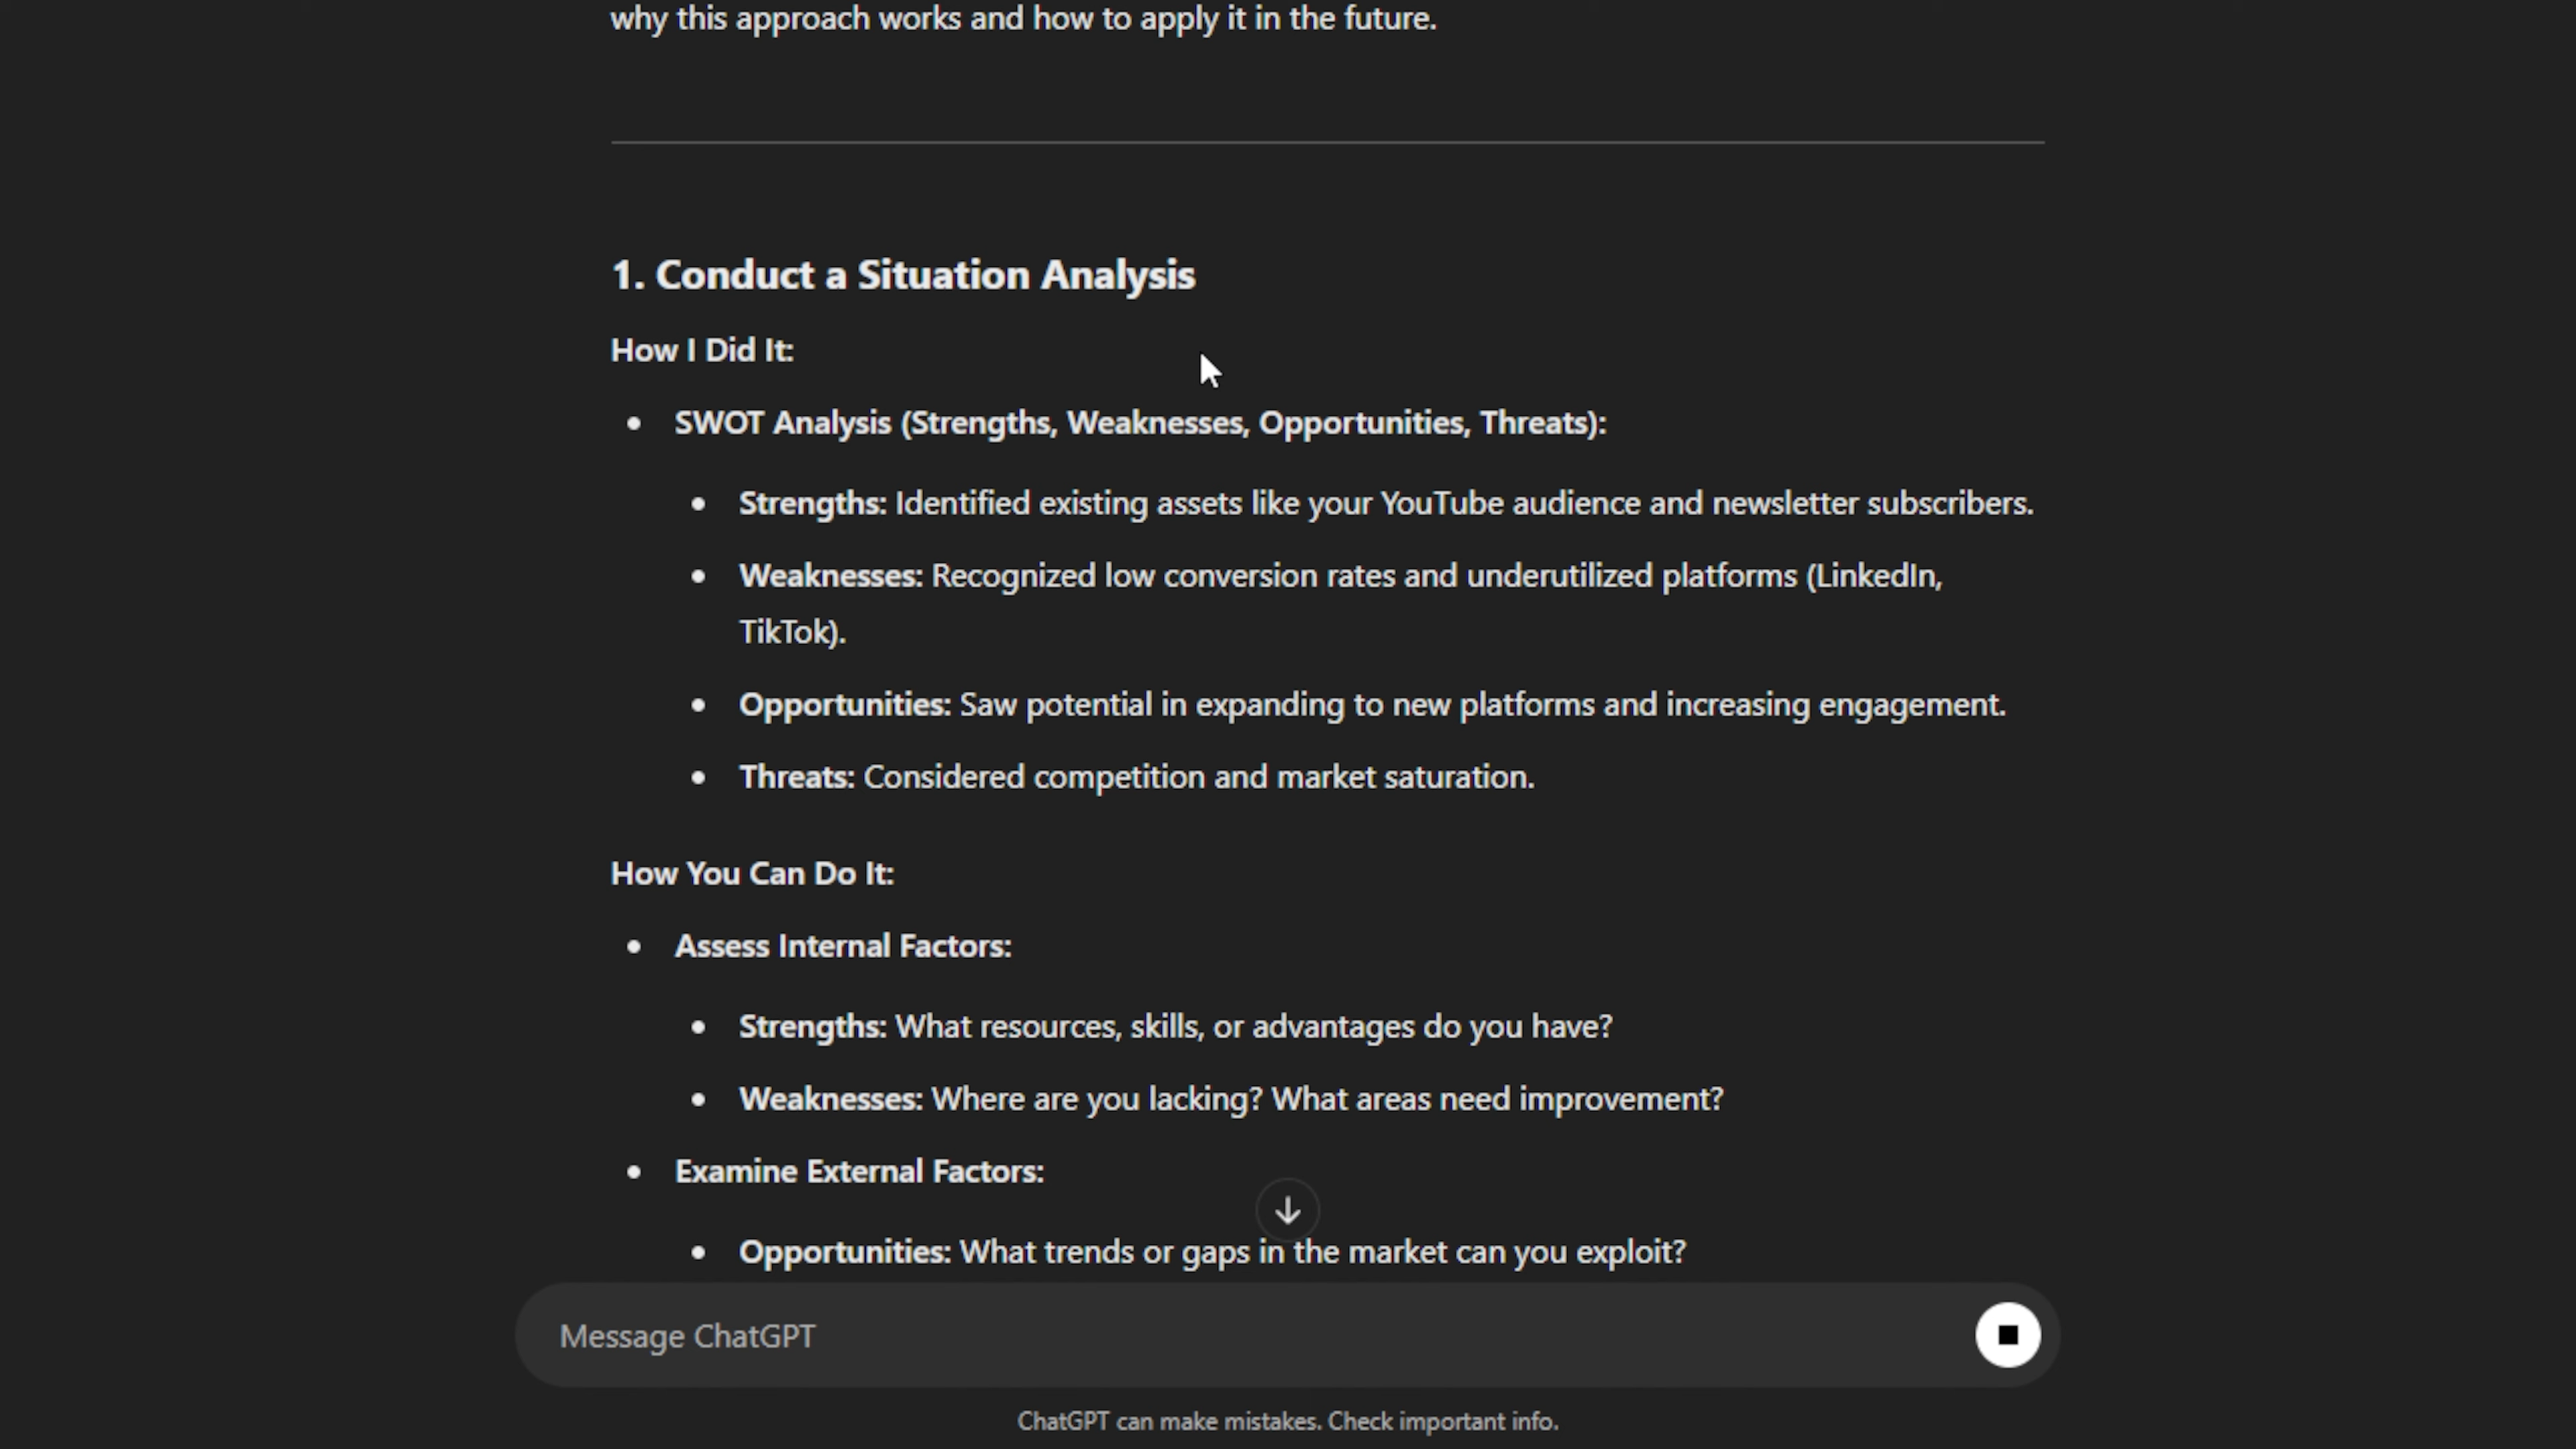 why this approach works and how to apply it in the future.
1. Conduct a Situation Analysis
How I Did It:
• SWOT Analysis (Strengths, Weaknesses, Opportunities, Threats):
• Strengths: Identified existing assets like your YouTube audience and newsletter subscribers.
• Weaknesses: Recognized low conversion rates and underutilized platforms (LinkedIn,
TikTok).
• Opportunities: Saw potential in expanding to new platforms and increasing engagement.
• Threats: Considered competition and market saturation.
How You Can Do It:
• Assess Internal Factors:
• Strengths: What resources, skills, or advantages do you have?
• Weaknesses: Where are you lacking? What areas need improvement?
• Examine External Factors:
• Opportunities: What trends or gaps in the market can you exploit?
Message ChatGPT
ChatGPT can make mistakes. Check important info.